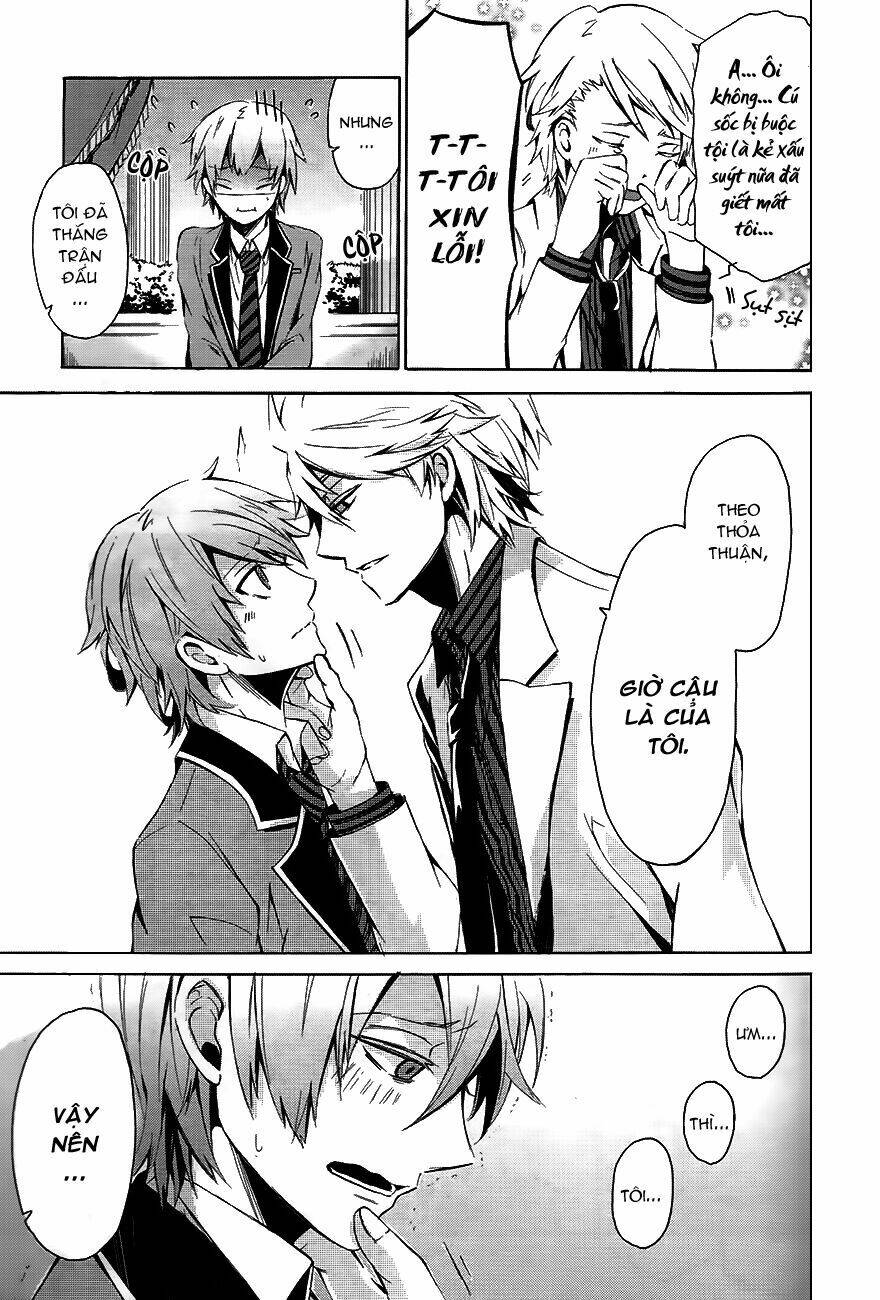 A... Ôi
không... Cú
sốc bị buộc
tội là kẻ xấu
suýt nữa đã
giết mất
tôi...
Sụt sịt
T-T-
T-TÔI
XIN
LỖI!
NHUNG
...
CỘP
CỘP
TÔI ĐÃ
THẮNG
TRẬN
ĐẤU
...
THEO
THỎA
THUẬN,
GIỜ CẬU
LÀ CỦA
TÔI.
ƯM...
THÌ...
TÔI...
VẬY
NÊN
...